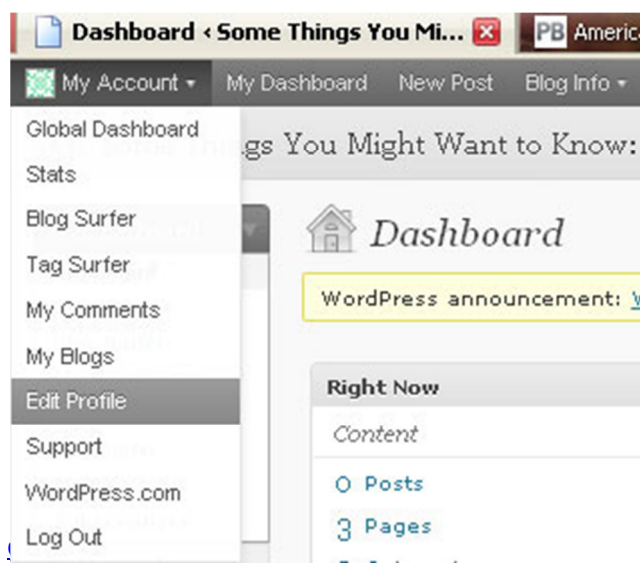 Dashboard ‹ Some Things You Mi... PB Americ
My Account My Dashboard New Post Blog Info
gs You Might Want to Know:
Global Dashboard
Stats
Blog Surfer
Tag Surfer
My Comments
My Blogs
Edit Profile
Support
WordPress.com
Log Out
Dashboard
WordPress announcement:
Right Now
Content
0 Posts
3 Pages